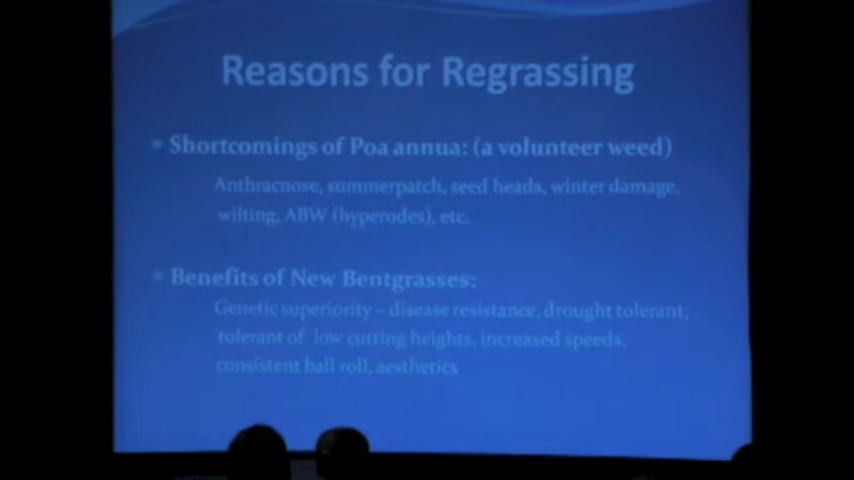 Reasons for Regrassing
* Shortcomings of Poa annua: (a volunteer weed)
Anthracnose, summerpatch, seed heads, winter damage,
wilting, ABW (hyperodes), etc.
* Benefits of New Bentgrasses:
Genetic superiority – disease resistance, drought tolerant,
tolerant of low cutting heights, increased speeds,
consistent ball roll, aesthetics